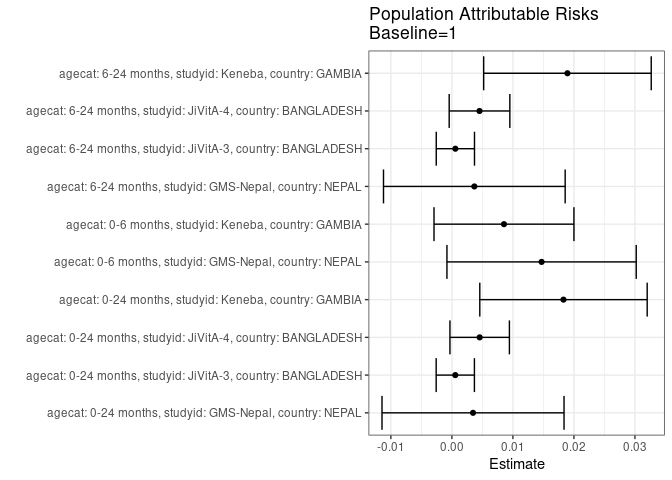 Population Attributable Risks
Baseline=1
agecat: 6-24 months, studyid: Keneba, country: GAMBIA
agecat: 6-24 months, studyid: JiVitA-4, country: BANGLADESH
agecat: 6-24 months, studyid: JiVitA-3, country: BANGLADESH
agecat: 6-24 months, studyid: GMS-Nepal, country: NEPAL
agecat: 0-6 months, studyid: Keneba, country: GAMBIA
agecat: 0-6 months, studyid: GMS-Nepal, country: NEPAL
agecat: 0-24 months, studyid: Keneba, country: GAMBIA
agecat: 0-24 months, studyid: JiVitA-4, country: BANGLADESH
agecat: 0-24 months, studyid: JiVitA-3, country: BANGLADESH
agecat: 0-24 months, studyid: GMS-Nepal, country: NEPAL
-0.01 0.00 0.01 0.02 0.03
Estimate